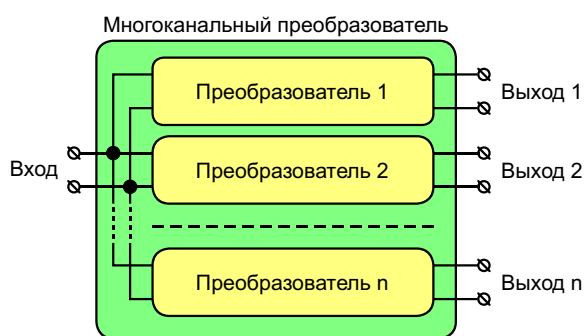 Многоканальный преобразователь
Преобразователь 1
Выход 1
Вход
Преобразователь 2
Выход 2
Преобразователь n
Выход n